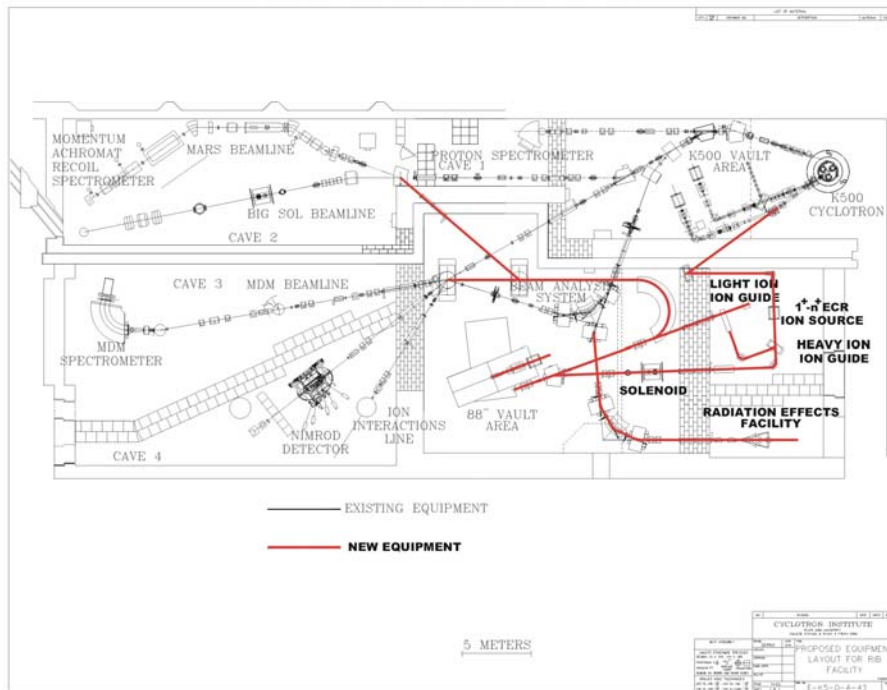 LIST OF MATERIAL
MOMENTUM
ACHROMAT
RECOIL
SPECTROMETER
MARS BEAMLINE
PROTON SPECTROMETER
CAVE 1
K500 VAULT
AREA
K500
CYCLOTRON
BIG SOL BEAMLINE
CAVE 2
CAVE 3
MDM BEAMLINE
BEAM ANALYSIS
SYSTEM
LIGHT ION
ION GUIDE
1+-n+ ECR
ION SOURCE
HEAVY ION
ION GUIDE
MDM
SPECTROMETER
SOLENOID
RADIATION EFFECTS
FACILITY
88" VAULT
AREA
ION
INTERACTIONS
LINE
NIMROD
DETECTOR
CAVE 4
EXISTING EQUIPMENT
NEW EQUIPMENT
5 METERS
CYCLOTRON INSTITUTE
PROPOSED EQUIPMENT
LAYOUT FOR RIB
FACILITY